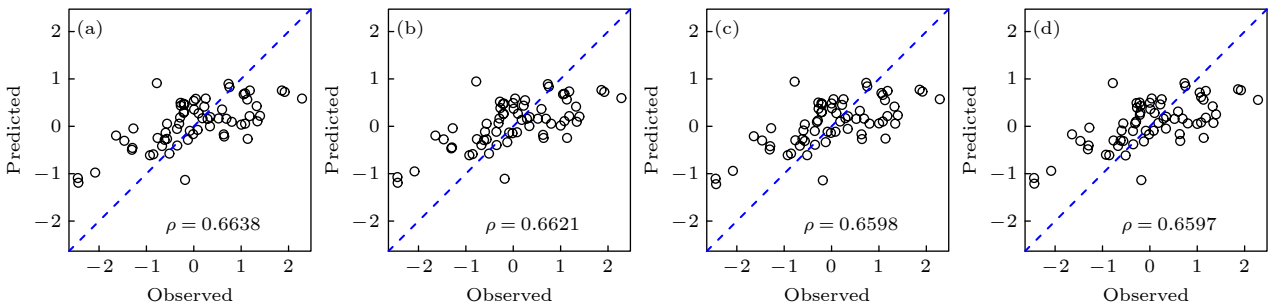 (a)
Predicted
2
1
0
−1
−2
ρ = 0.6638
−2 −1 0 1 2
Observed
(b)
Predicted
2
1
0
−1
−2
ρ = 0.6621
−2 −1 0 1 2
Observed
(c)
Predicted
2
1
0
−1
−2
ρ = 0.6598
−2 −1 0 1 2
Observed
(d)
Predicted
2
1
0
−1
−2
ρ = 0.6597
−2 −1 0 1 2
Observed